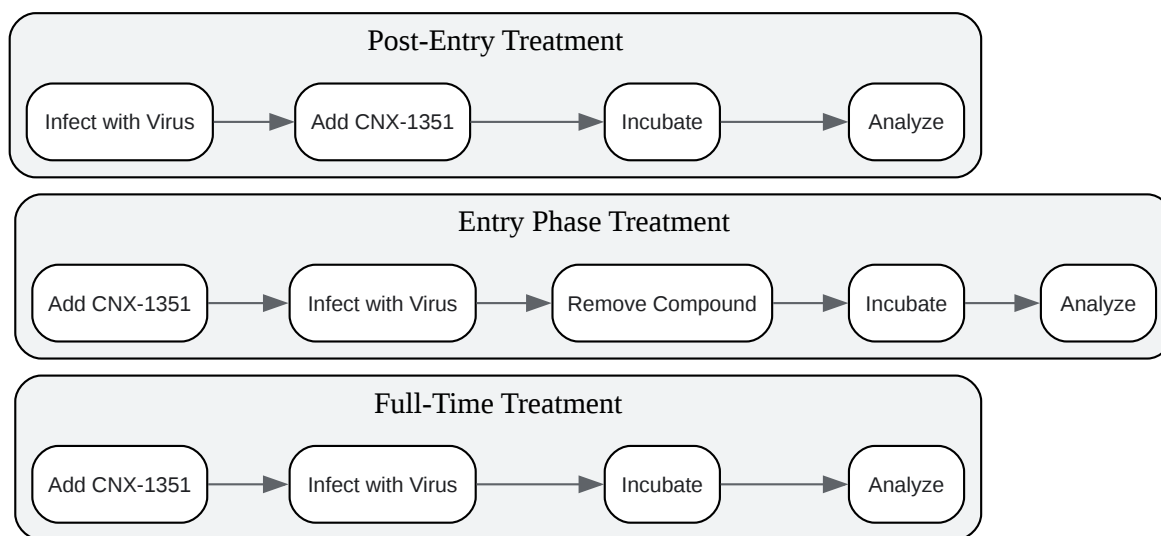 Post-Entry Treatment
Infect with Virus
Add CNX-1351
Incubate
Analyze
Entry Phase Treatment
Add CNX-1351
Infect with Virus
Remove Compound
Incubate
Analyze
Full-Time Treatment
Add CNX-1351
Infect with Virus
Incubate
Analyze